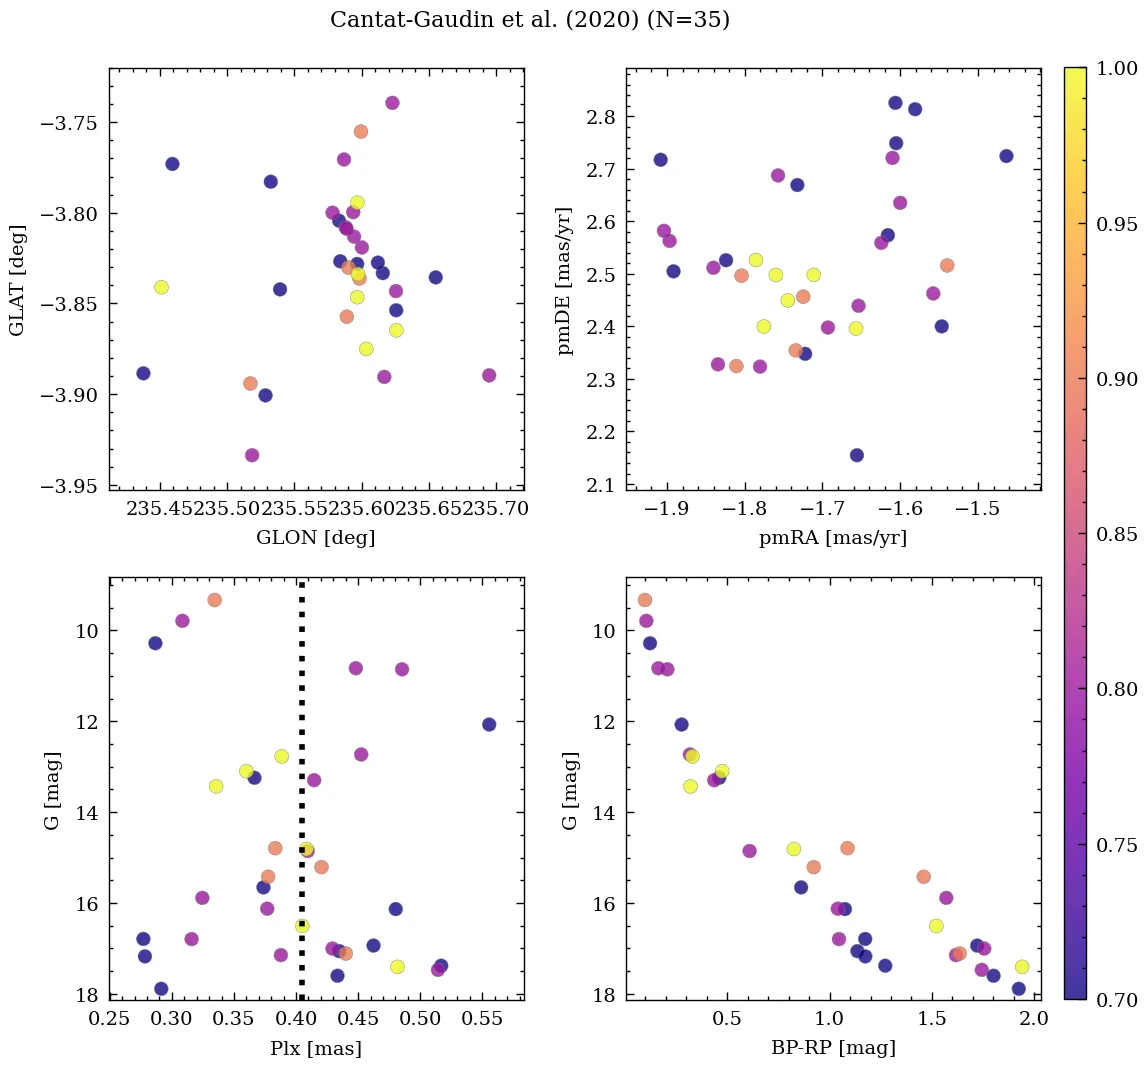 Cantat-Gaudin et al. (2020) (N=35)
−3.75
−3.80
−3.85
−3.90
−3.95
GLAT [deg]
235.45 235.50 235.55 235.60 235.65 235.70
GLON [deg]
2.8
2.7
2.6
2.5
2.4
2.3
2.2
2.1
pmDE [mas/yr]
−1.9 −1.8 −1.7 −1.6 −1.5
pmRA [mas/yr]
10
12
14
16
18
G [mag]
0.25 0.30 0.35 0.40 0.45 0.50 0.55
Plx [mas]
10
12
14
16
18
G [mag]
0.5 1.0 1.5 2.0
BP-RP [mag]
1.00
0.95
0.90
0.85
0.80
0.75
0.70